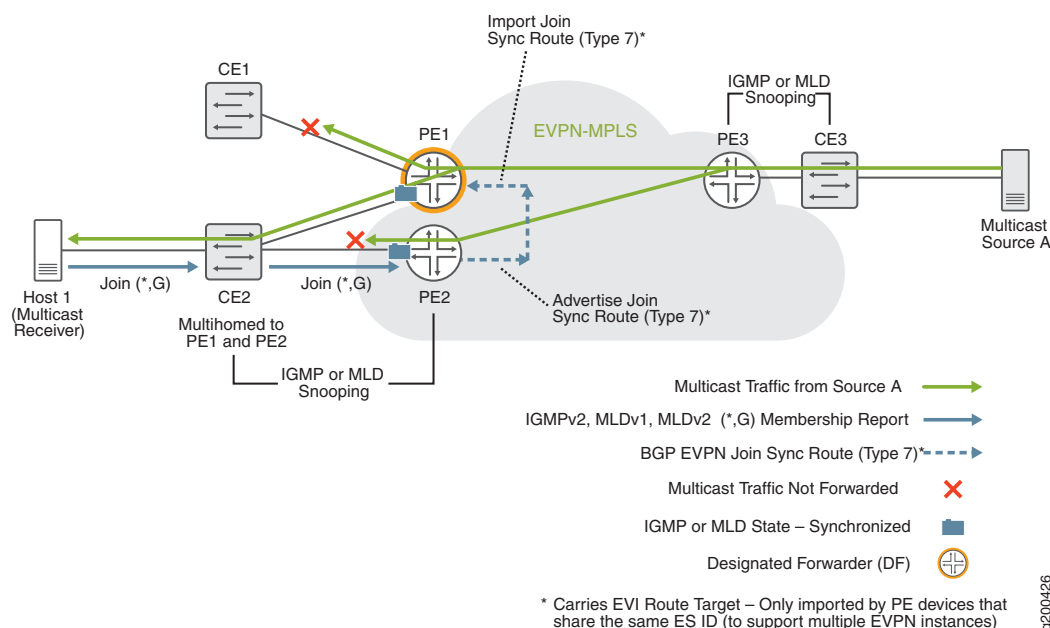 Import Join
Sync Route (Type 7)*
CE1
IGMP or MLD
Snooping
PE1
EVPN-MPLS
PE3
CE3
Multicast
Source A
Join (*,G)
Join (*,G)
Host 1
(Multicast
Receiver)
CE2
PE2
Multihomed to
PE1 and PE2
Advertise Join
Sync Route (Type 7)*
IGMP or MLD
Snooping
Multicast Traffic from Source A
IGMPv2, MLDv1, MLDv2 (*,G) Membership Report
BGP EVPN Join Sync Route (Type 7)*
Multicast Traffic Not Forwarded
IGMP or MLD State – Synchronized
Designated Forwarder (DF)
* Carries EVI Route Target – Only imported by PE devices that
share the same ES ID (to support multiple EVPN instances)
g200426